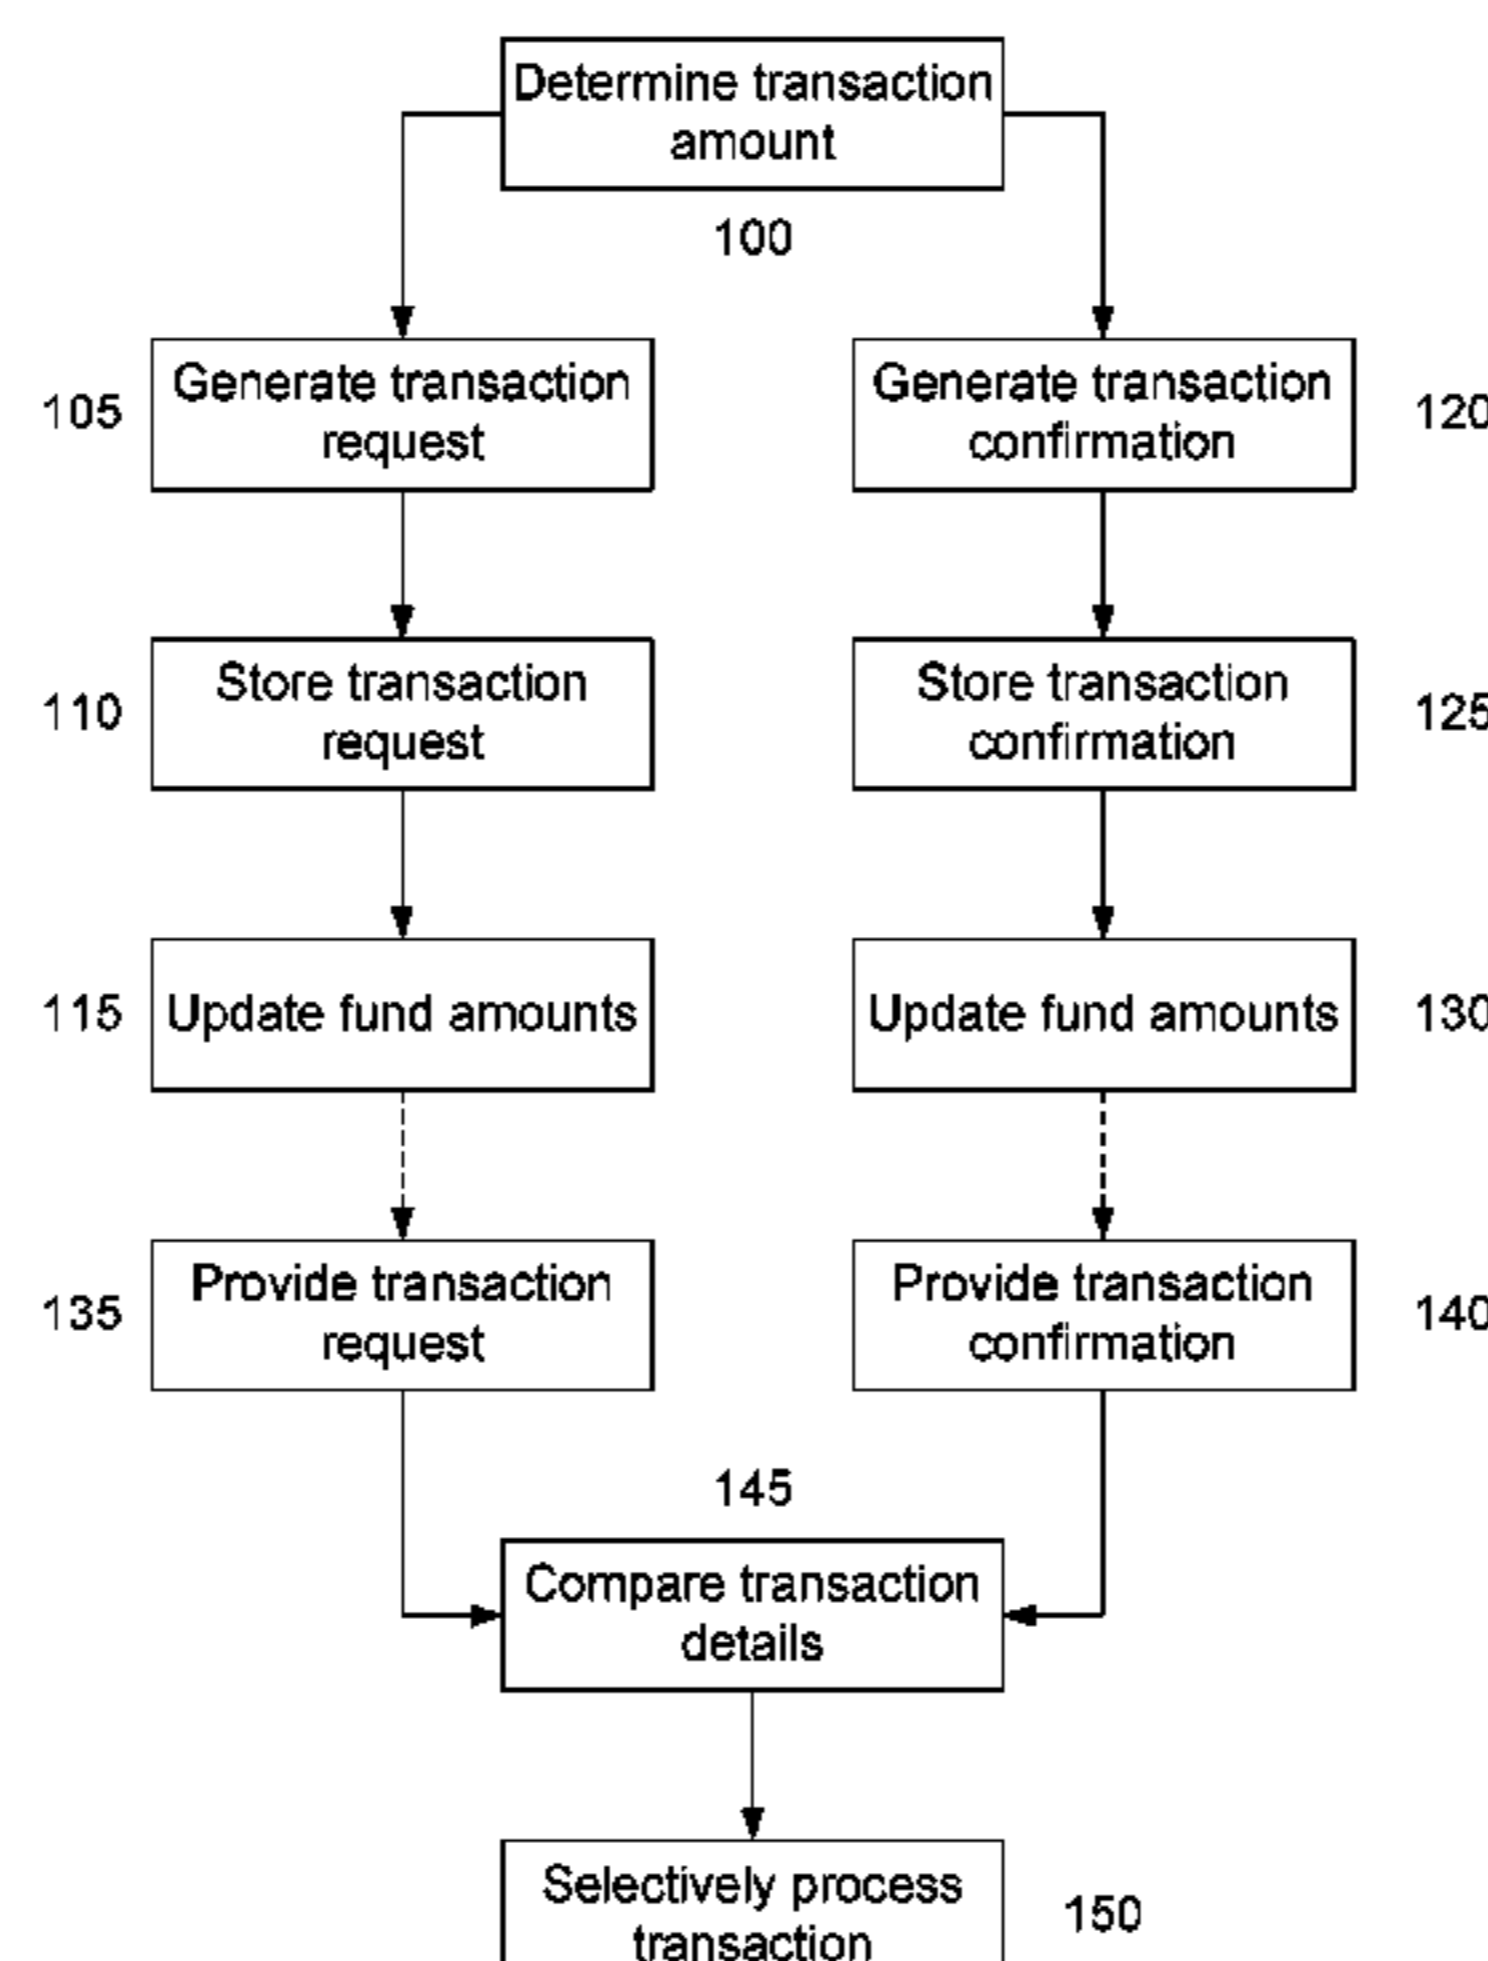 Determine transaction
amount
100
105
Generate transaction
request
Generate transaction
confirmation
120
110
Store transaction
request
Store transaction
confirmation
125
115
Update fund amounts
Update fund amounts
130
135
Provide transaction
request
Provide transaction
confirmation
140
145
Compare transaction
details
Selectively process
transaction
150